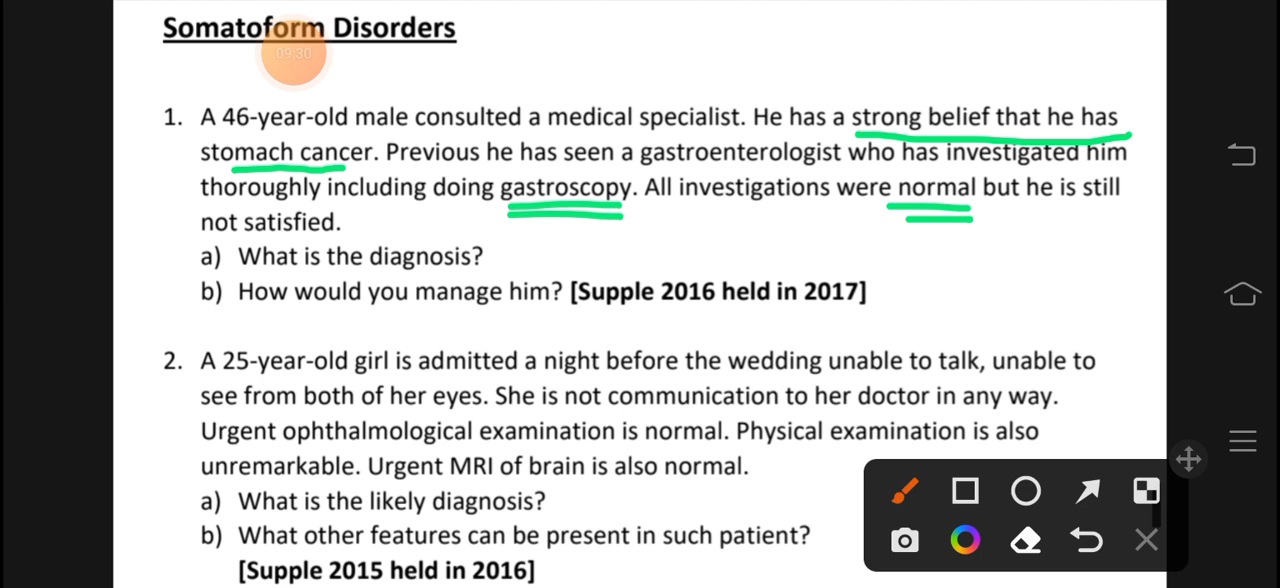 Somatoform Disorders
09:30
1. A 46-year-old male consulted a medical specialist. He has a strong belief that he has
stomach cancer. Previous he has seen a gastroenterologist who has investigated him
thoroughly including doing gastroscopy. All investigations were normal but he is still
not satisfied.
a) What is the diagnosis?
b) How would you manage him? [Supple 2016 held in 2017]
2. A 25-year-old girl is admitted a night before the wedding unable to talk, unable to
see from both of her eyes. She is not communication to her doctor in any way.
Urgent ophthalmological examination is normal. Physical examination is also
unremarkable. Urgent MRI of brain is also normal.
a) What is the likely diagnosis?
b) What other features can be present in such patient?
[Supple 2015 held in 2016]